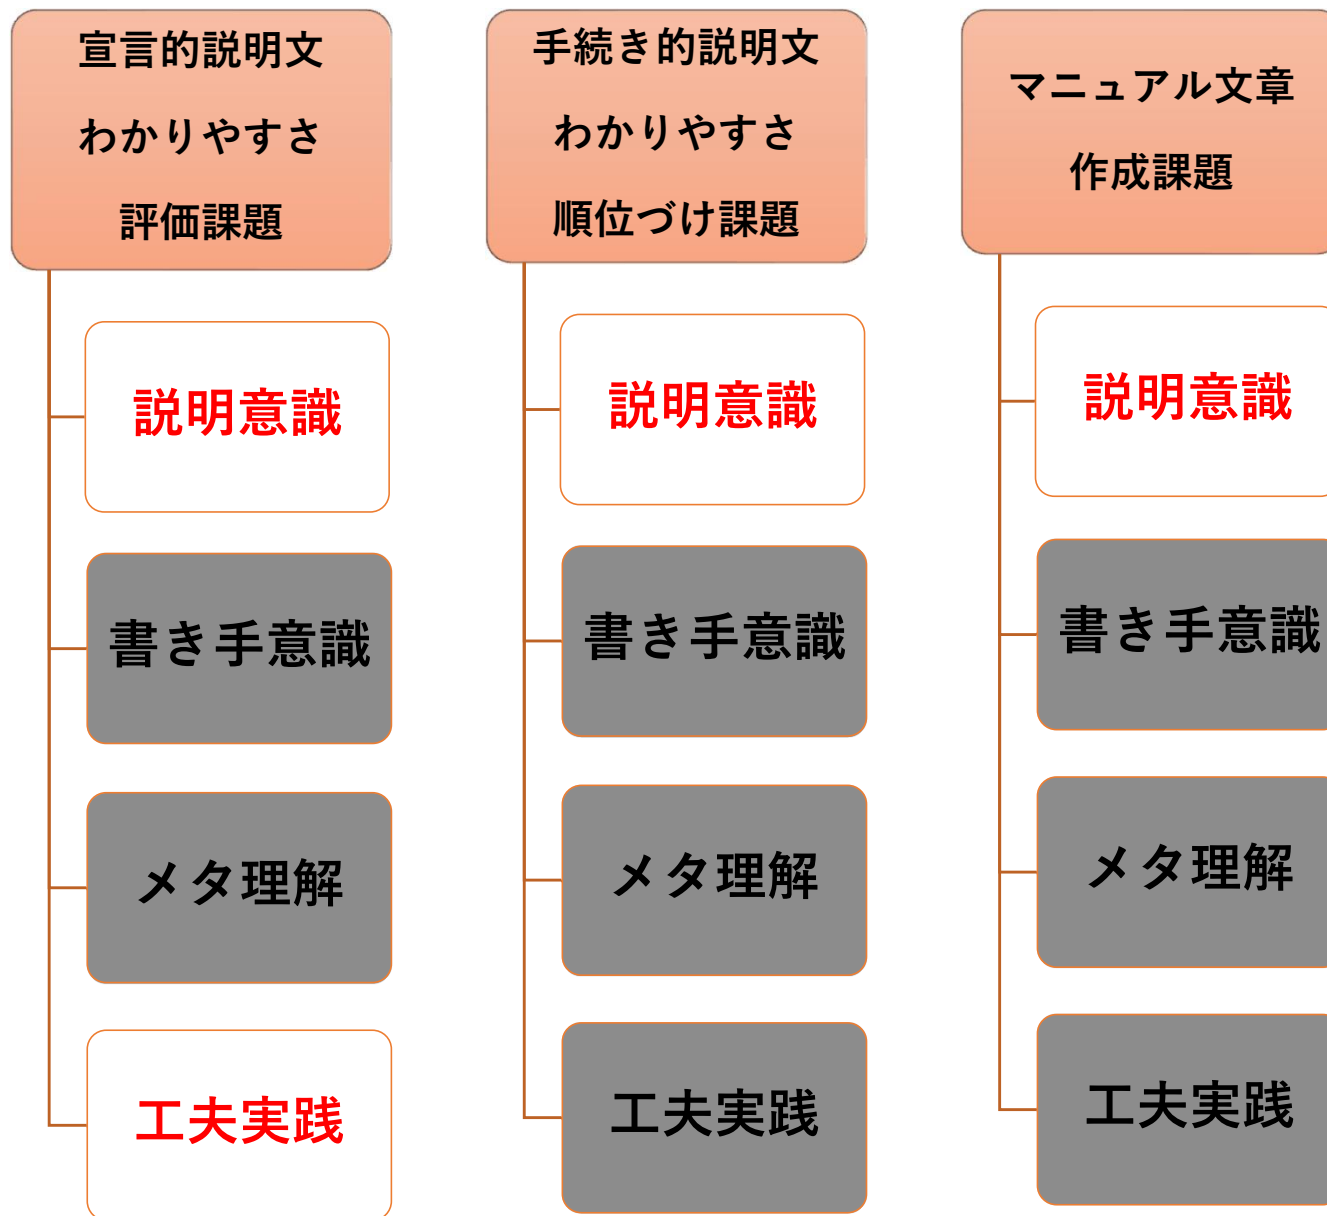 宣言的説明文
わかりやすさ
評価課題
説明意識
書き手意識
メタ理解
工夫実践
手続き的説明文
わかりやすさ
順位づけ課題
説明意識
書き手意識
メタ理解
工夫実践
マニュアル文章
作成課題
説明意識
書き手意識
メタ理解
工夫実践